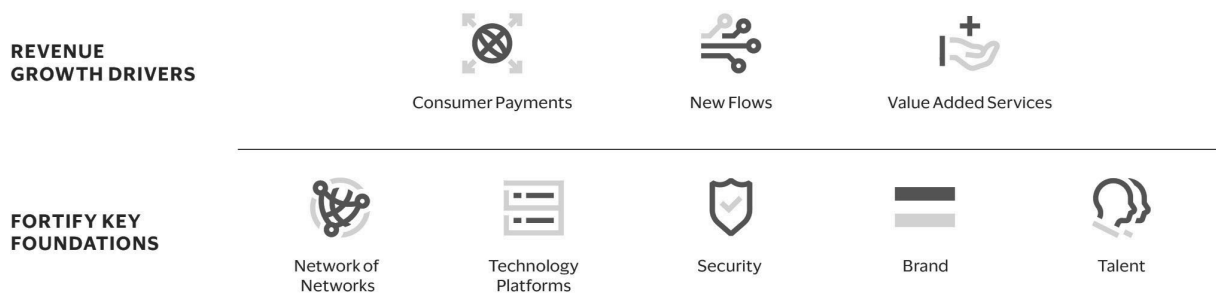 REVENUE
GROWTH DRIVERS
Consumer Payments
New Flows
Value Added Services
FORTIFY KEY
FOUNDATIONS
Network of
Networks
Technology
Platforms
Security
Brand
Talent